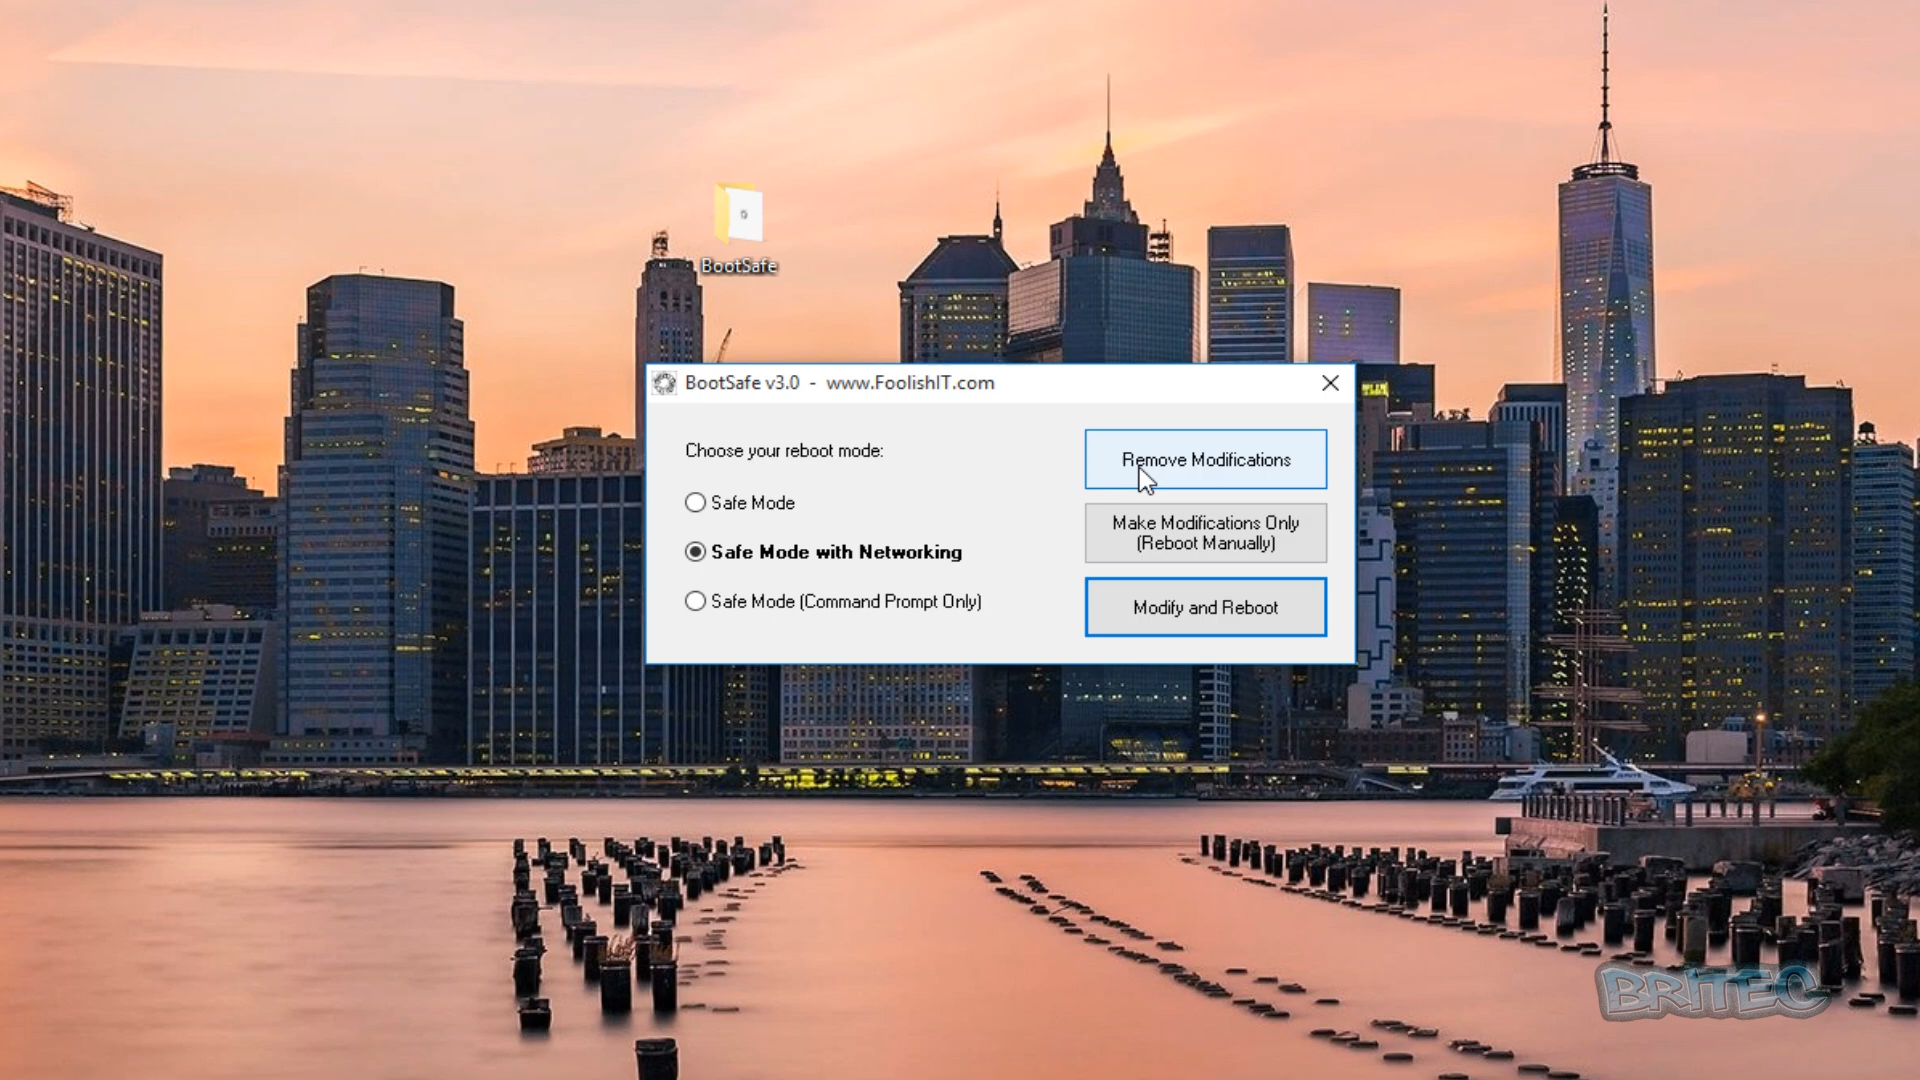 BootSafe
BootSafe v3.0 - www.FoolishIT.com
Choose your reboot mode:
Safe Mode
Safe Mode with Networking
Safe Mode (Command Prompt Only)
Remove Modifications
Make Modifications Only
(Reboot Manually)
Modify and Reboot
BRITEC